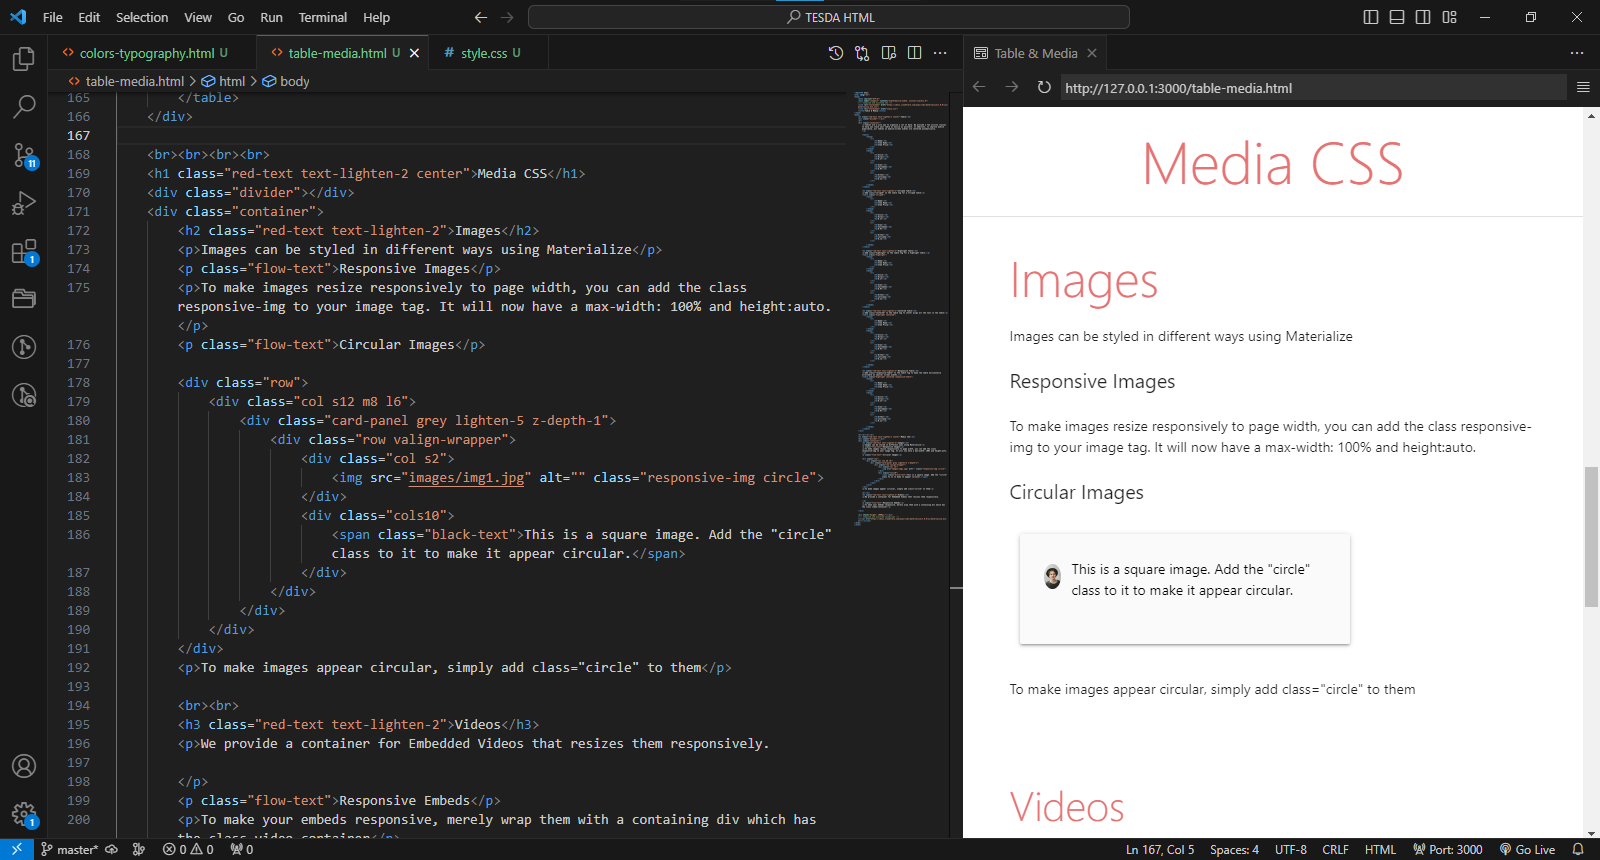 File Edit Selection View Go Run Terminal Help
TESDA HTML
colors-typography.html U
table-media.html U
# style.css U
Table & Media
table-media.html > html > body
http://127.0.0.1:3000/table-media.html
165 </table>
166 </div>
167
168 <br><br><br><br>
169 <h1 class="red-text text-lighten-2 center">Media CSS</h1>
170 <div class="divider"></div>
171 <div class="container">
172 <h2 class="red-text text-lighten-2">Images</h2>
173 <p>Images can be styled in different ways using Materialize</p>
174 <p class="flow-text">Responsive Images</p>
175 <p>To make images resize responsively to page width, you can add the class
responsive-img to your image tag. It will now have a max-width: 100% and height:auto.
</p>
176 <p class="flow-text">Circular Images</p>
177
178 <div class="row">
179 <div class="col s12 m8 l6">
180 <div class="card-panel grey lighten-5 z-depth-1">
181 <div class="row valign-wrapper">
182 <div class="col s2">
183 <img src="images/img1.jpg" alt="" class="responsive-img circle">
184 </div>
185 <div class="cols10">
186 <span class="black-text">This is a square image. Add the "circle"
class to it to make it appear circular.</span>
187 </div>
188 </div>
189 </div>
190 </div>
191 </div>
192 <p>To make images appear circular, simply add class="circle" to them</p>
193
194 <br><br>
195 <h3 class="red-text text-lighten-2">Videos</h3>
196 <p>We provide a container for Embedded Videos that resizes them responsively.
197
198 </p>
199 <p class="flow-text">Responsive Embeds</p>
200 <p>To make your embeds responsive, merely wrap them with a containing div which has
the class video-container</p>
11
1
1
Media CSS
Images
Images can be styled in different ways using Materialize
Responsive Images
To make images resize responsively to page width, you can add the class responsive-
img to your image tag. It will now have a max-width: 100% and height:auto.
Circular Images
This is a square image. Add the "circle"
class to it to make it appear circular.
To make images appear circular, simply add class="circle" to them
Videos
master* 0 0 0
Ln 167, Col 5 Spaces: 4 UTF-8 CRLF HTML Port: 3000 Go Live